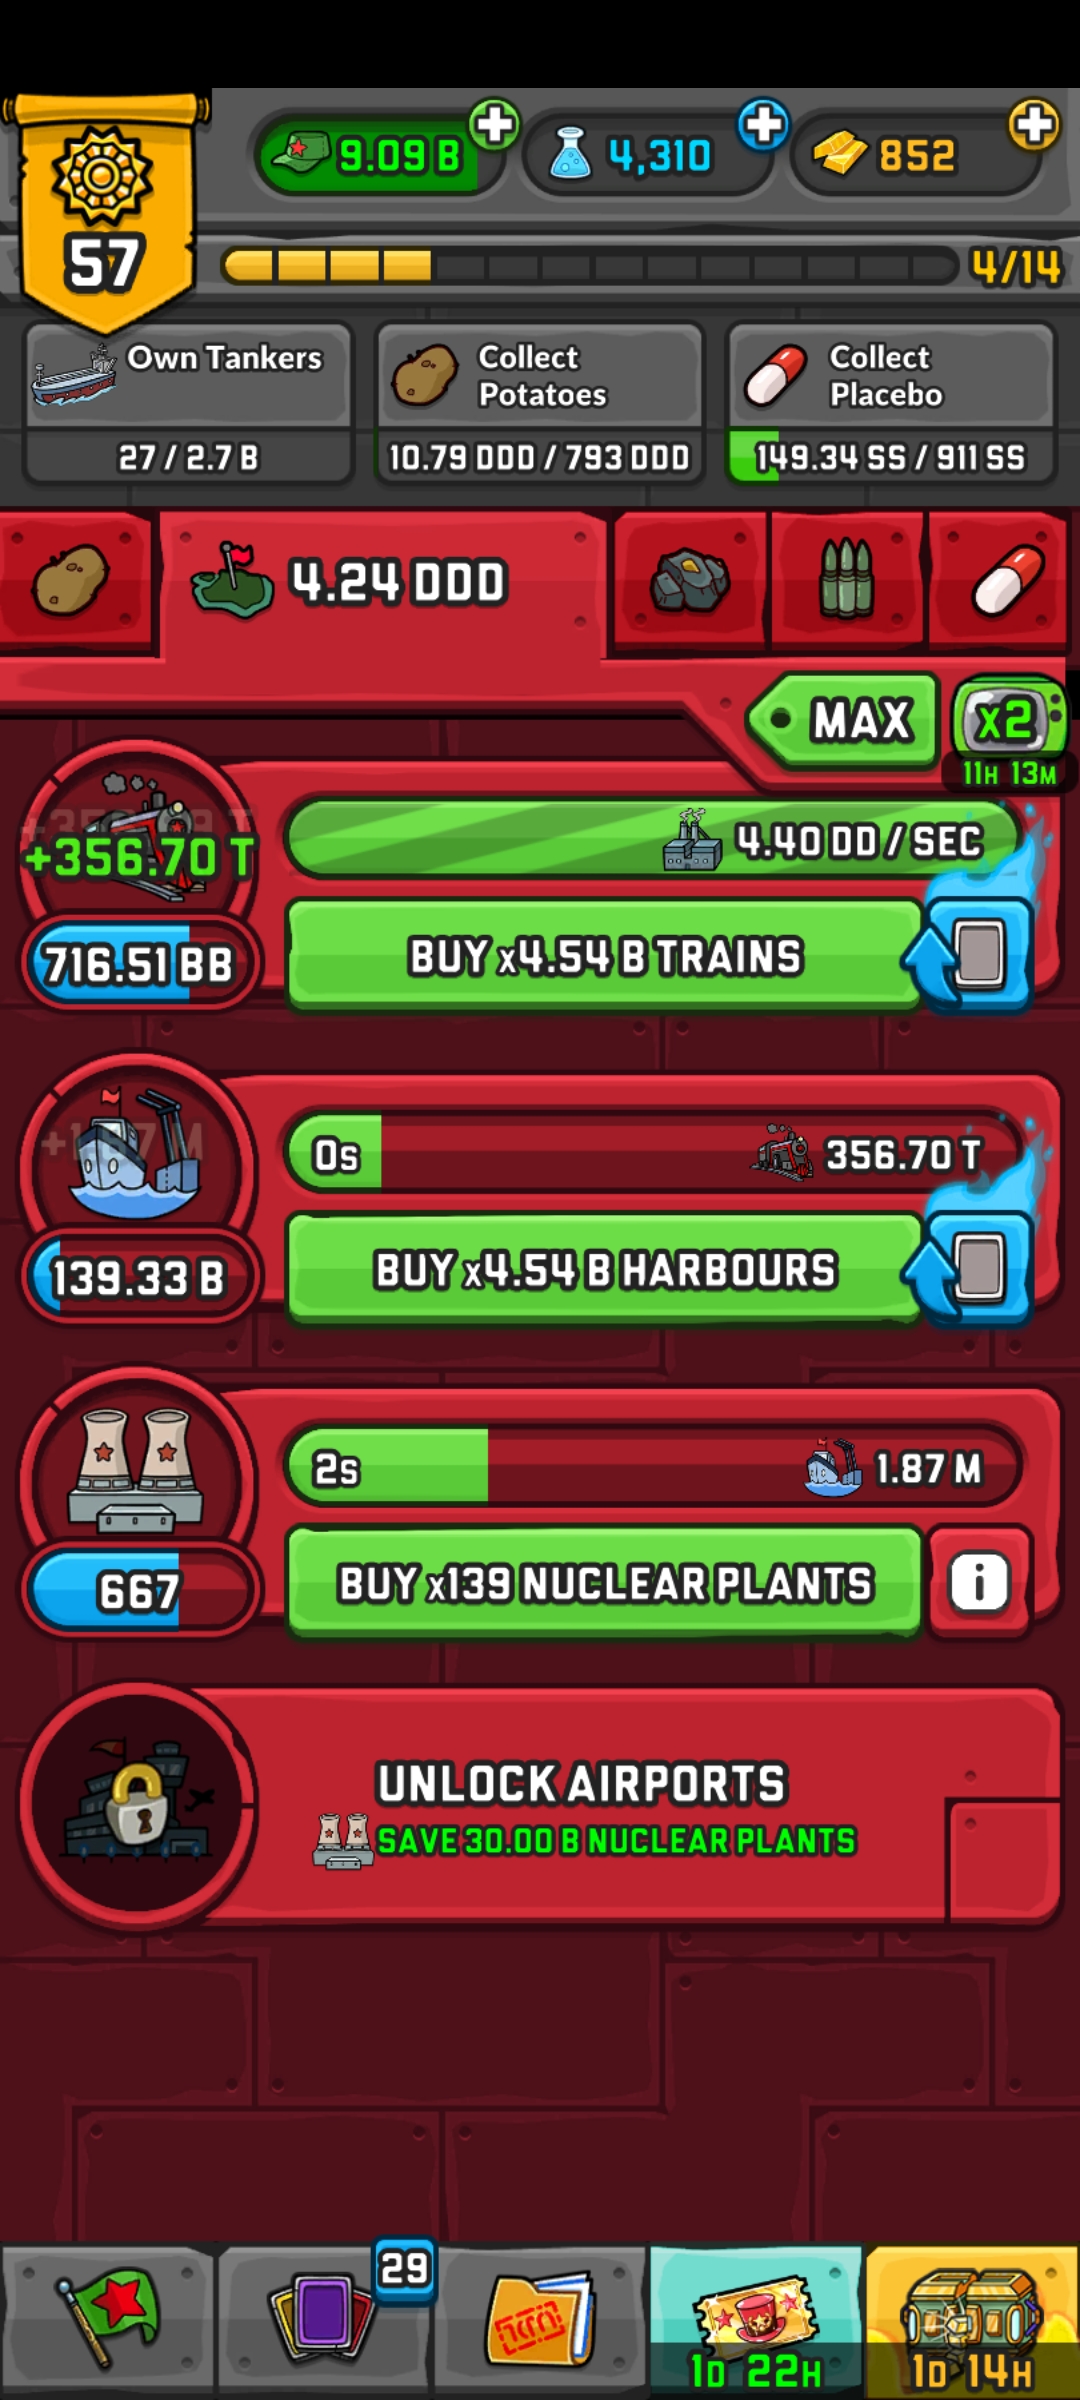 57
9.09 B
4,310
852
4/14
Own Tankers
27 / 2.7 B
Collect
Potatoes
10.79 DDD / 793 DDD
Collect
Placebo
149.34 SS / 911 SS
4.24 DDD
MAX
X2
11H 13M
+356.70 T
4.40 DD / SEC
716.51 BB
BUY x4.54 B TRAINS
0s
356.70 T
139.33 B
BUY x4.54 B HARBOURS
2s
1.87 M
667
BUY x139 NUCLEAR PLANTS
i
UNLOCK AIRPORTS
SAVE 30.00 B NUCLEAR PLANTS
29
1D 22H
1D 14H